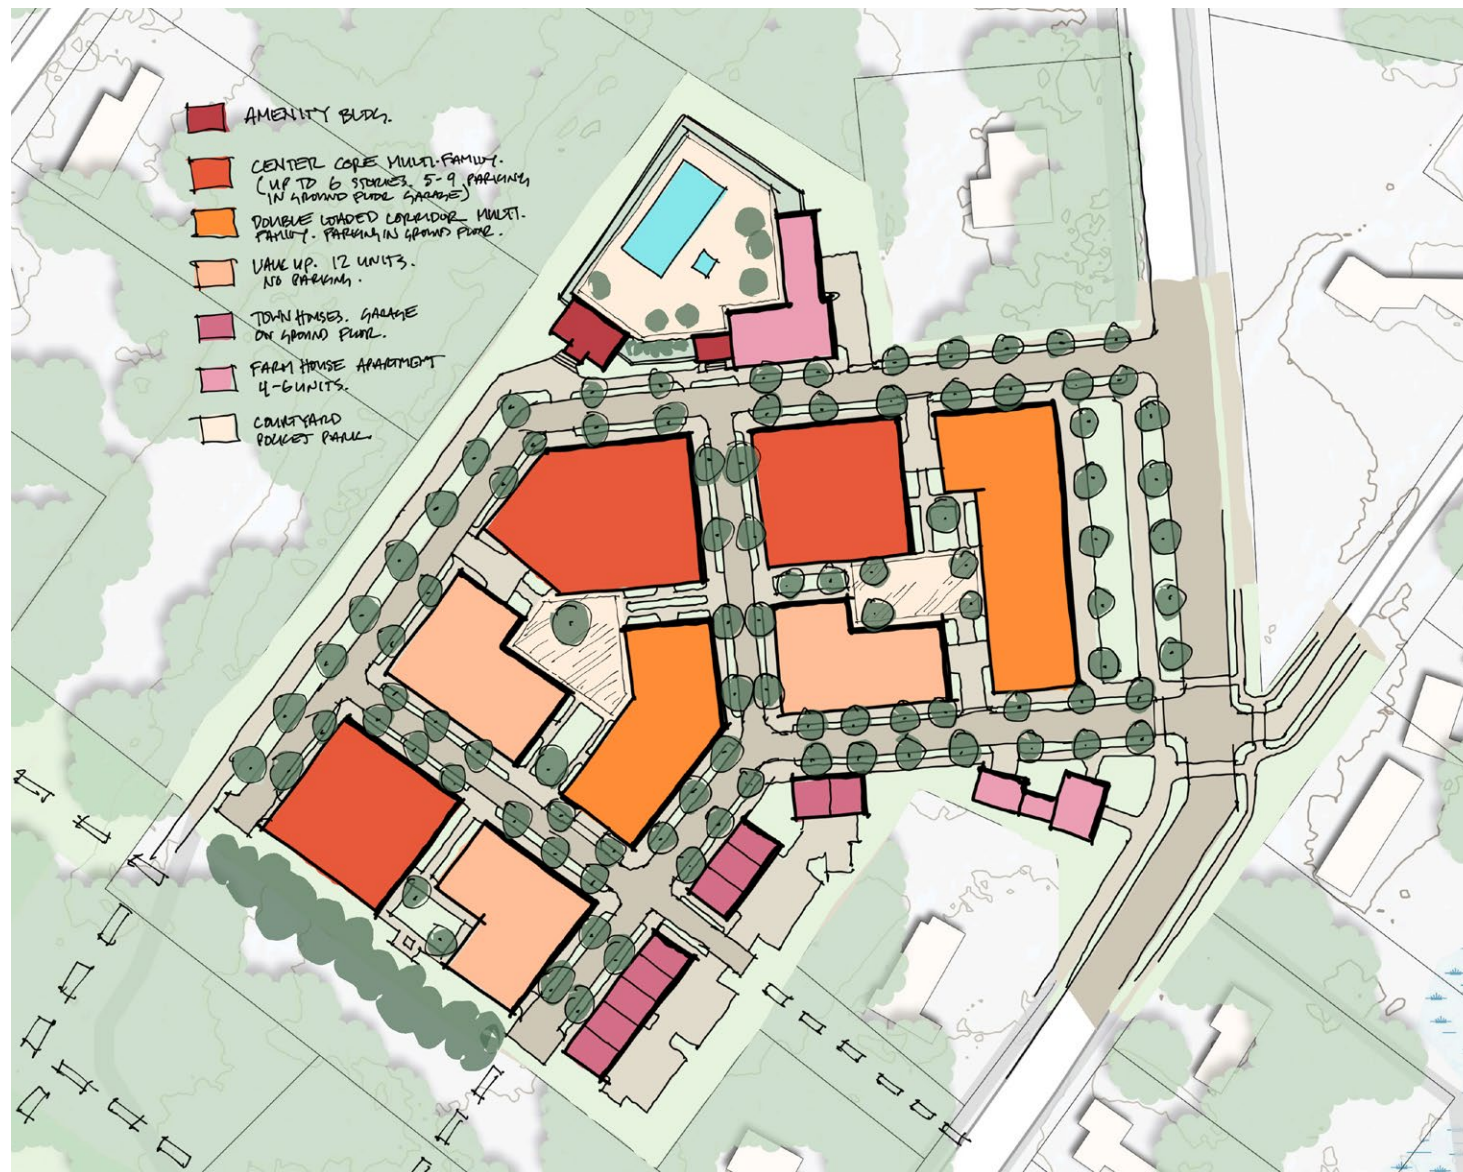 AMENITY BLDG.
CENTER CORE MULTI-FAMILY.
(UP TO 6 STORIES. 5-9 PARKING
IN GROUND FLOOR GARAGE)
DOUBLE LOADED CORRIDOR MULTI-
FAMILY. PARKING IN GROUND FLOOR.
WALK UP. 12 UNITS.
NO PARKING.
TOWNHOUSES. GARAGE
ON GROUND FLOOR.
FARM HOUSE APARTMENT
4-6 UNITS.
COURTYARD
POCKET PARK.